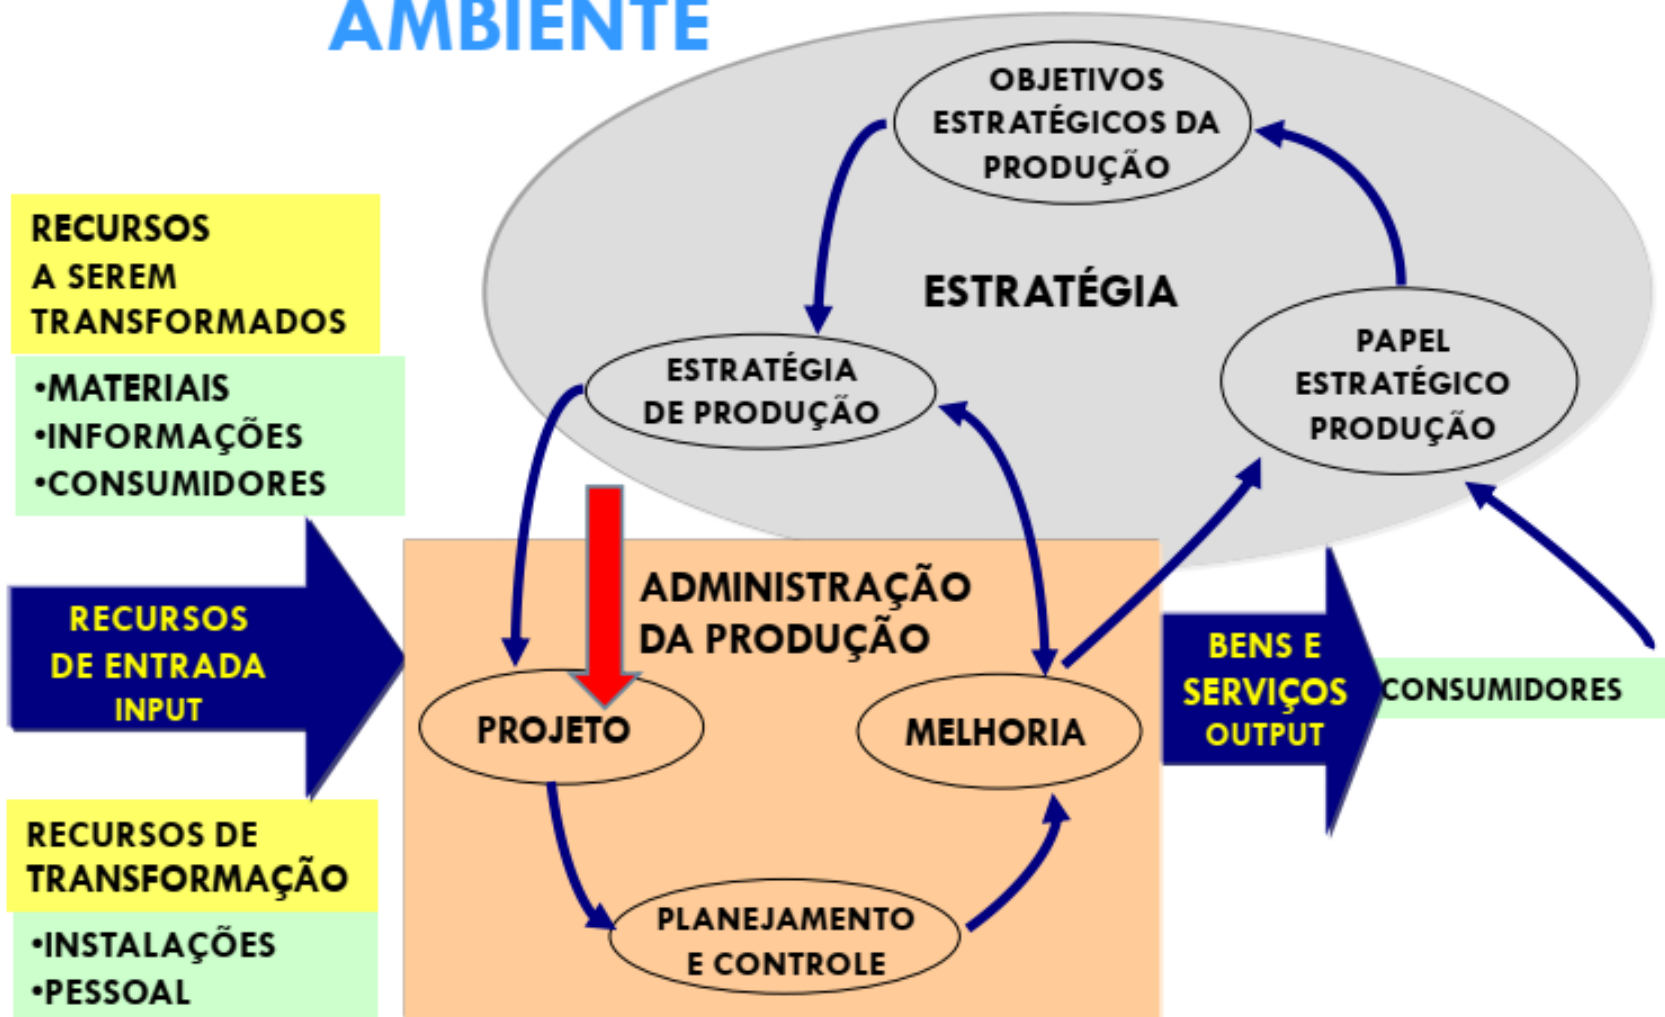 AMBIENTE
OBJETIVOS
ESTRATÉGICOS DA
PRODUÇÃO
RECURSOS
A SEREM
TRANSFORMADOS
•MATERIAIS
•INFORMAÇÕES
•CONSUMIDORES
ESTRATÉGIA
ESTRATÉGIA
DE PRODUÇÃO
PAPEL
ESTRATÉGICO
PRODUÇÃO
RECURSOS
DE ENTRADA
INPUT
ADMINISTRAÇÃO
DA PRODUÇÃO
PROJETO
MELHORIA
BENS E
SERVIÇOS
OUTPUT
CONSUMIDORES
RECURSOS DE
TRANSFORMAÇÃO
•INSTALAÇÕES
•PESSOAL
PLANEJAMENTO
E CONTROLE